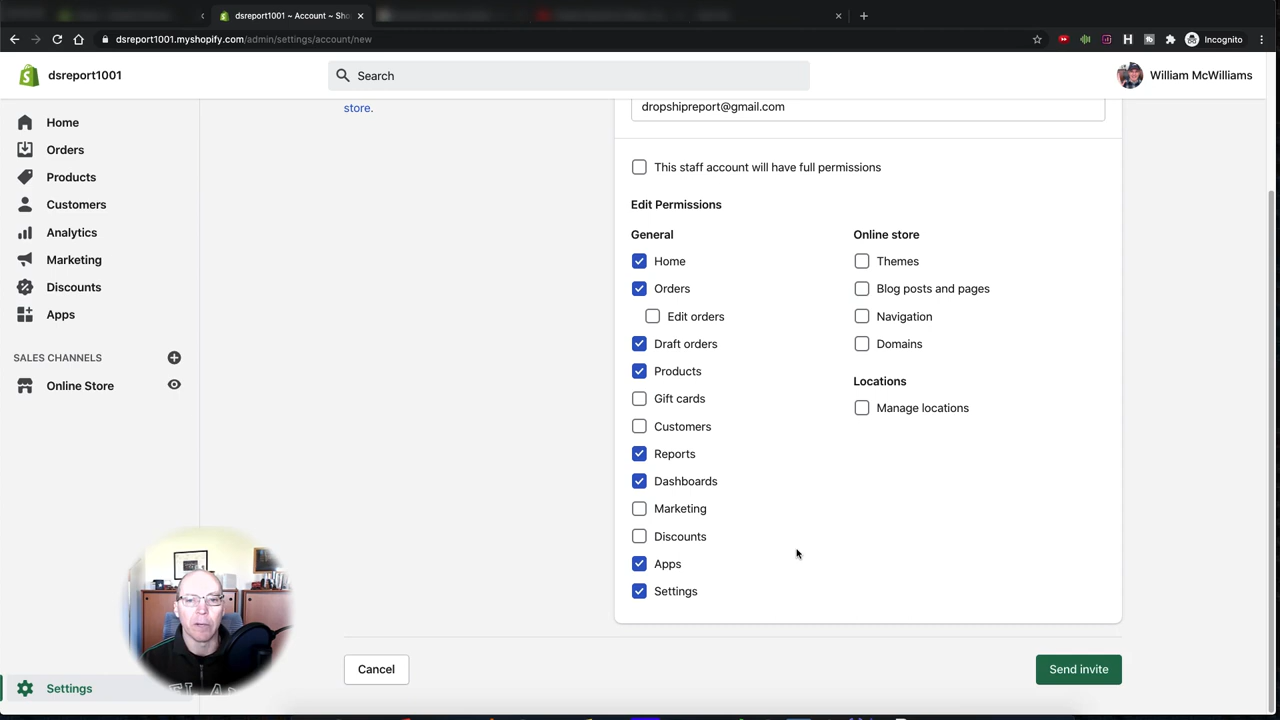 dsreport1001 ~ Account ~ Sho
dsreport1001.myshopify.com/admin/settings/account/new
Incognito
dsreport1001
Search
William McWilliams
Home
Orders
Products
Customers
Analytics
Marketing
Discounts
Apps
SALES CHANNELS
Online Store
Settings
store.
dropshipreport@gmail.com
This staff account will have full permissions
Edit Permissions
General
Home
Orders
Edit orders
Draft orders
Products
Gift cards
Customers
Reports
Dashboards
Marketing
Discounts
Apps
Settings
Online store
Themes
Blog posts and pages
Navigation
Domains
Locations
Manage locations
Cancel
Send invite